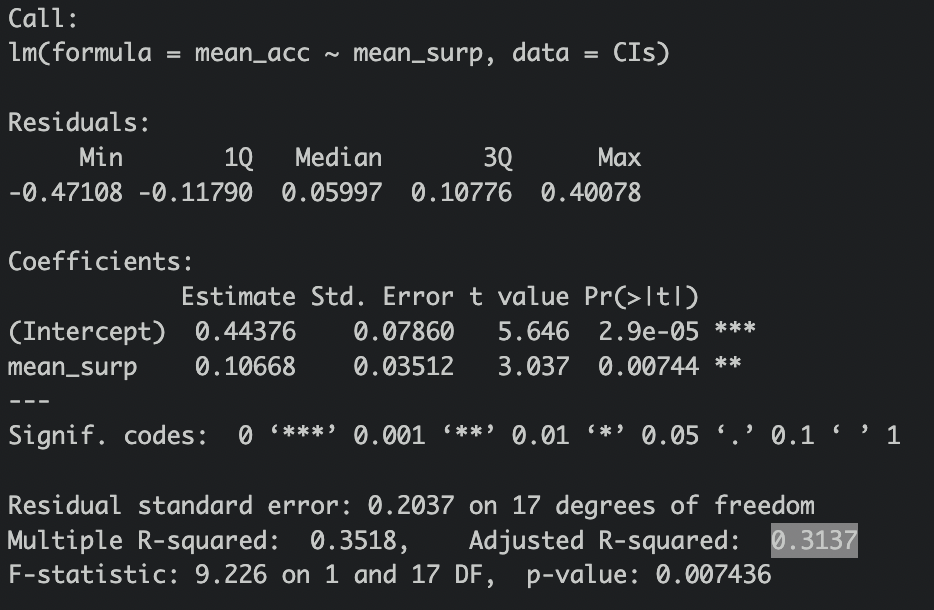 Call:
lm(formula = mean_acc ~ mean_surp, data = CIs)
Residuals:
     Min       1Q   Median       3Q      Max
-0.47108 -0.11790  0.05997  0.10776  0.40078
Coefficients:
            Estimate Std. Error t value Pr(>|t|)
(Intercept)  0.44376    0.07860   5.646  2.9e-05 ***
mean_surp    0.10668    0.03512   3.037  0.00744 **
---
Signif. codes:  0 ‘***’ 0.001 ‘**’ 0.01 ‘*’ 0.05 ‘.’ 0.1 ‘ ’ 1
Residual standard error: 0.2037 on 17 degrees of freedom
Multiple R-squared:  0.3518,    Adjusted R-squared:  0.3137
F-statistic: 9.226 on 1 and 17 DF,  p-value: 0.007436